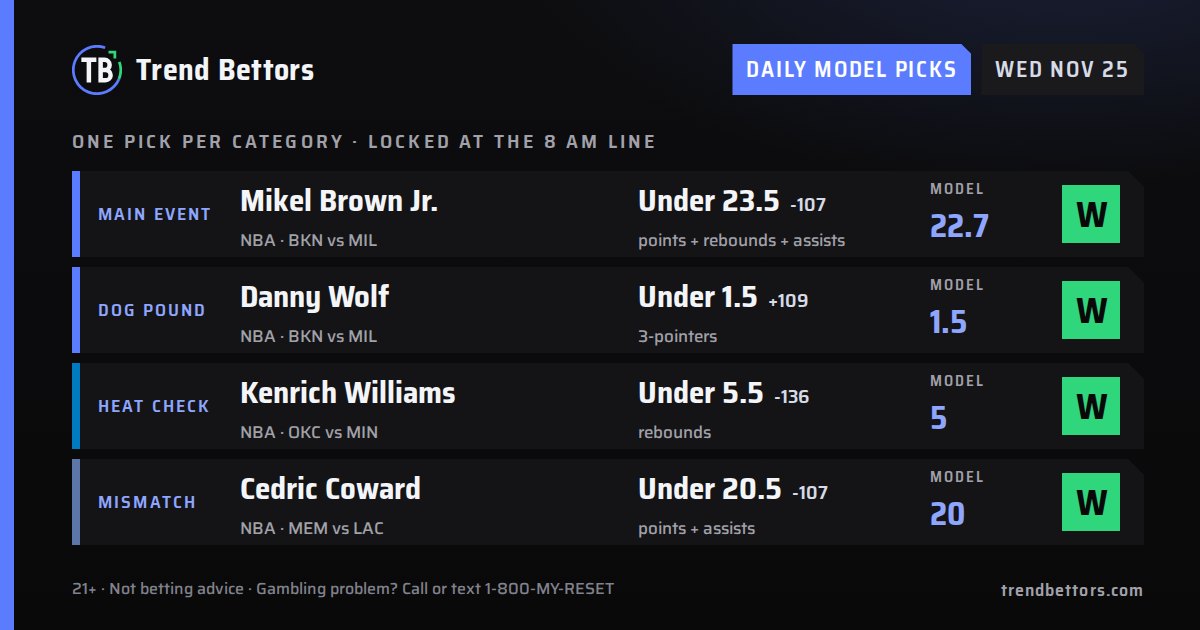 TB Trend Bettors
DAILY MODEL PICKS
WED NOV 25
ONE PICK PER CATEGORY · LOCKED AT THE 8 AM LINE
MAIN EVENT
Mikel Brown Jr.
NBA · BKN vs MIL
Under 23.5 -107
points + rebounds + assists
MODEL
22.7
W
DOG POUND
Danny Wolf
NBA · BKN vs MIL
Under 1.5 +109
3-pointers
MODEL
1.5
W
HEAT CHECK
Kenrich Williams
NBA · OKC vs MIN
Under 5.5 -136
rebounds
MODEL
5
W
MISMATCH
Cedric Coward
NBA · MEM vs LAC
Under 20.5 -107
points + assists
MODEL
20
W
21+ · Not betting advice · Gambling problem? Call or text 1-800-MY-RESET
trendbettors.com